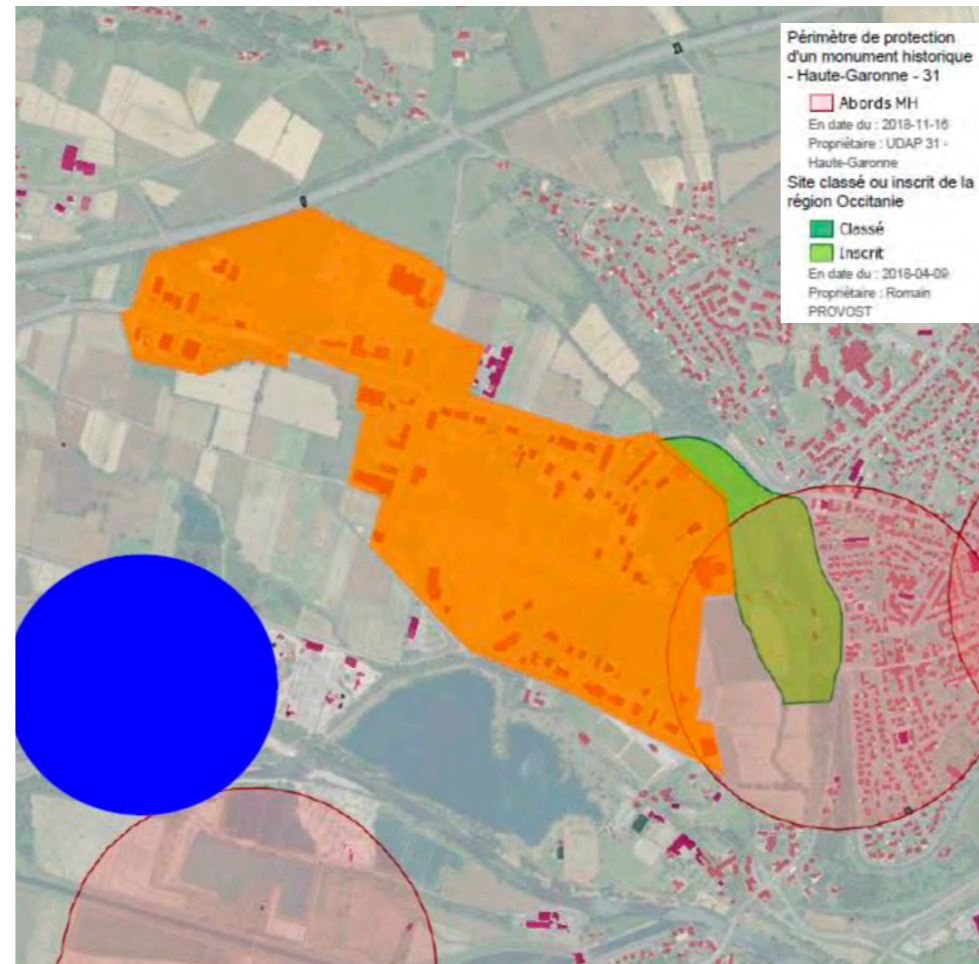 Périmètre de protection
d'un monument historique
- Haute-Garonne - 31
Abords MH
En date du : 2018-11-16
Propriétaire : UDAP 31 -
Haute-Garonne
Site classé ou inscrit de la
région Occitanie
Classé
Inscrit
En date du : 2018-04-09
Propriétaire : Romain
PROVOST